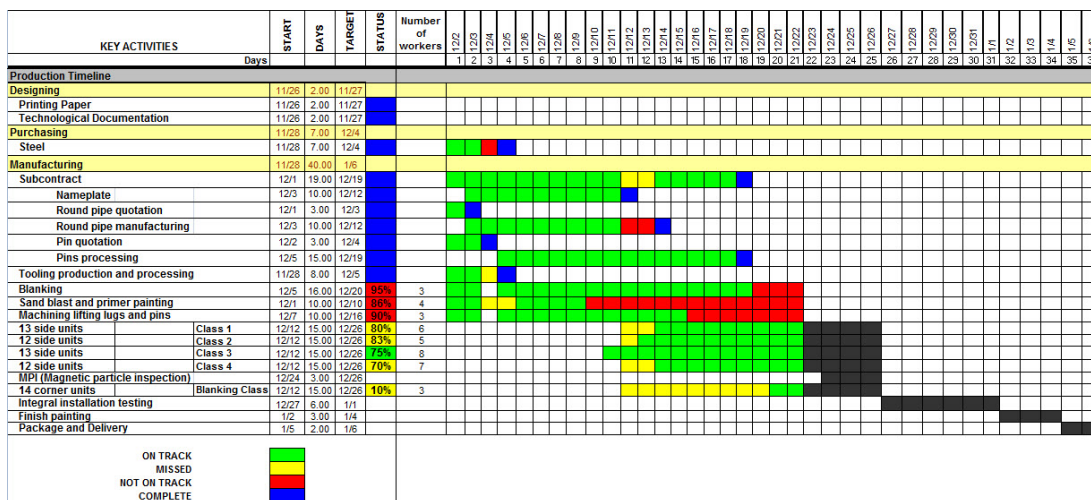 KEY ACTIVITIES START DAYS TARGET STATUS Number of workers 12/2 12/3 12/4 12/5 12/6 12/7 12/8 12/9 12/10 12/11 12/12 12/13 12/14 12/15 12/16 12/17 12/18 12/19 12/20 12/21 12/22 12/23 12/24 12/25 12/26 12/27 12/28 12/29 12/30 12/31 1/1 1/2 1/3 1/4 1/5
Days 1 2 3 4 5 6 7 8 9 10 11 12 13 14 15 16 17 18 19 20 21 22 23 24 25 26 27 28 29 30 31 32 33 34 35
Production Timeline
Designing 11/26 2.00 11/27
Printing Paper 11/26 2.00 11/27
Technological Documentation 11/26 2.00 11/27
Purchasing 11/28 7.00 12/4
Steel 11/28 7.00 12/4
Manufacturing 11/28 40.00 1/6
Subcontract 12/1 19.00 12/19
Nameplate 12/3 10.00 12/12
Round pipe quotation 12/1 3.00 12/3
Round pipe manufacturing 12/3 10.00 12/12
Pin quotation 12/2 3.00 12/4
Pins processing 12/5 15.00 12/19
Tooling production and processing 11/28 8.00 12/5
Blanking 12/5 16.00 12/20 95% 3
Sand blast and primer painting 12/1 10.00 12/10 86% 4
Machining lifting lugs and pins 12/7 10.00 12/16 90% 3
13 side units Class 1 12/12 15.00 12/26 80% 6
12 side units Class 2 12/12 15.00 12/26 83% 5
13 side units Class 3 12/12 15.00 12/26 75% 8
12 side units Class 4 12/12 15.00 12/26 70% 7
MPI (Magnetic particle inspection) 12/24 3.00 12/26
14 corner units Blanking Class 12/12 15.00 12/26 10% 3
Integral installation testing 12/27 6.00 1/1
Finish painting 1/2 3.00 1/4
Package and Delivery 1/5 2.00 1/6
ON TRACK
MISSED
NOT ON TRACK
COMPLETE